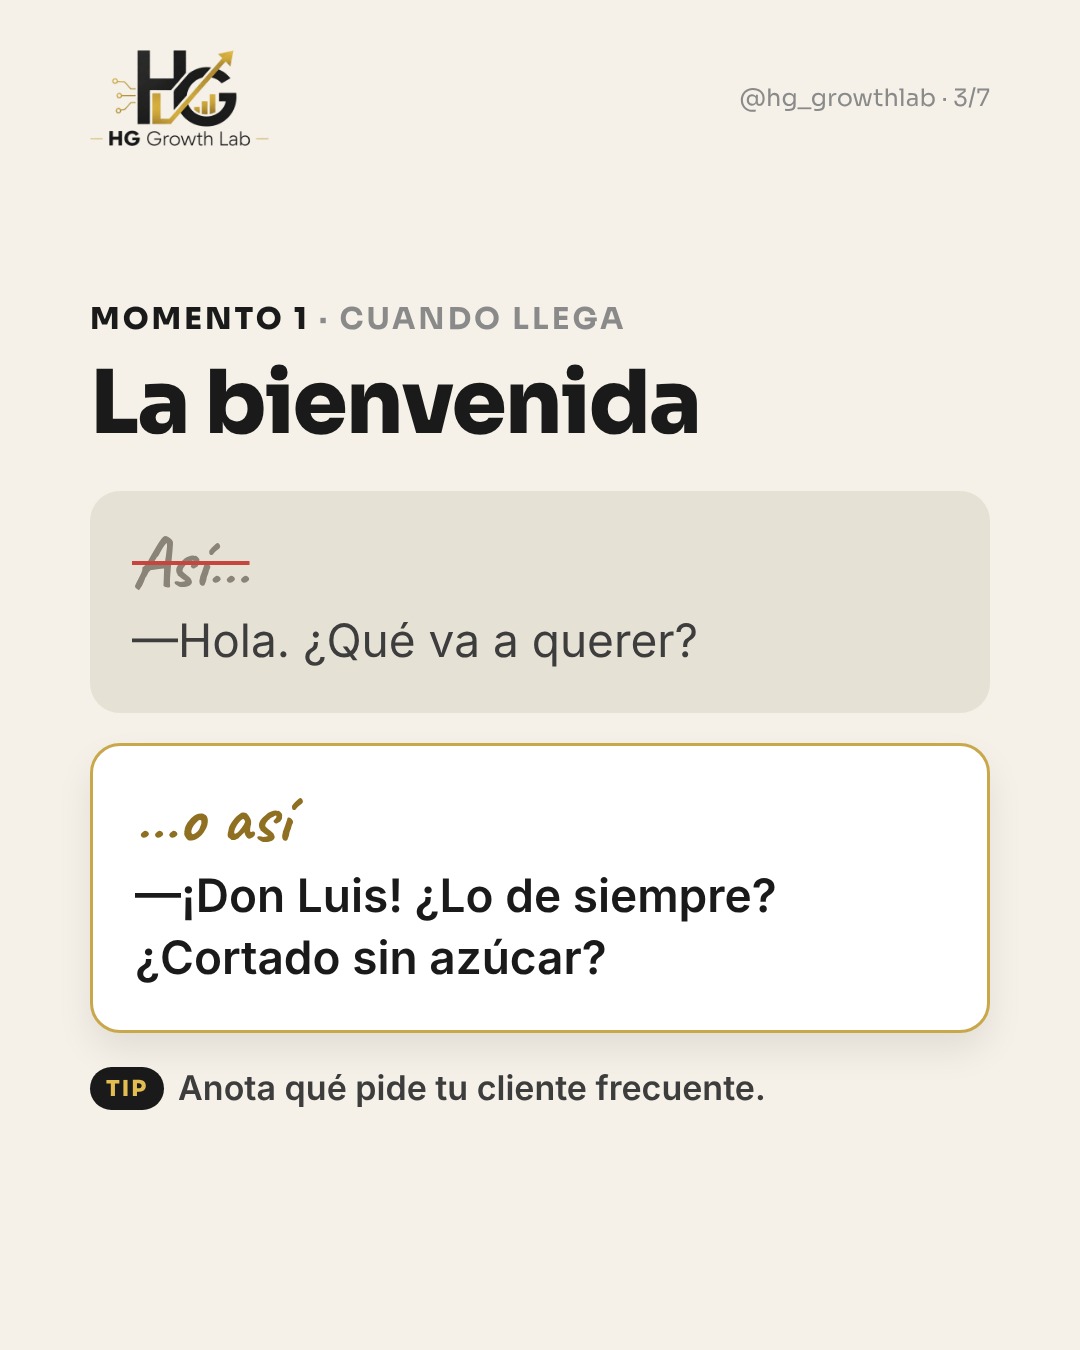 HG
HG Growth Lab
@hg_growthlab · 3/7
MOMENTO 1 · CUANDO LLEGA
La bienvenida
Así...
—Hola. ¿Qué va a querer?
...o así
—¡Don Luis! ¿Lo de siempre?
¿Cortado sin azúcar?
TIP Anota qué pide tu cliente frecuente.